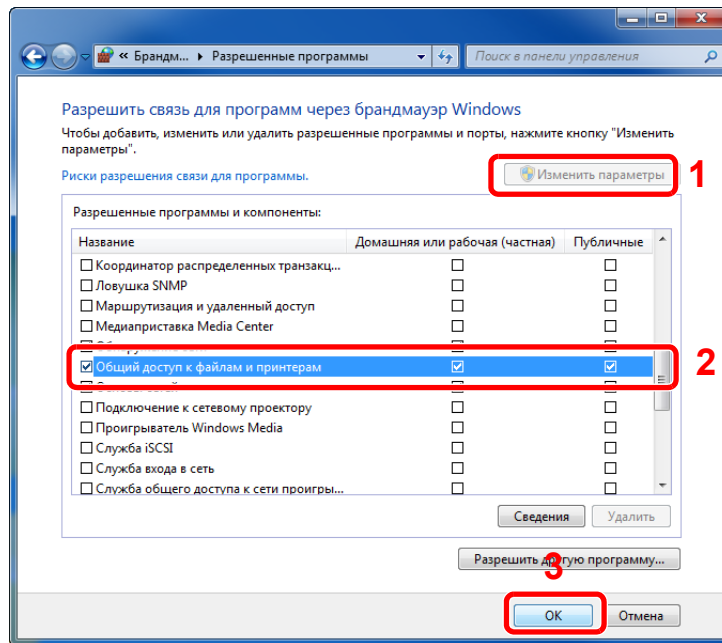 « Брандм... ▸ Разрешенные программы
Поиск в панели управления
Разрешить связь для программ через брандмауэр Windows
Чтобы добавить, изменить или удалить разрешенные программы и порты, нажмите кнопку "Изменить
параметры".
Риски разрешения связи для программы.
Изменить параметры
1
Разрешенные программы и компоненты:
Название Домашняя или рабочая (частная) Публичные
Координатор распределенных транзакц...
Ловушка SNMP
Маршрутизация и удаленный доступ
Медиаприставка Media Center
Общий доступ к файлам и принтерам
2
Подключение к сетевому проектору
Проигрыватель Windows Media
Служба iSCSI
Служба входа в сеть
Служба общего доступа к сети проигры...
Сведения Удалить
Разрешить другую программу...
3
ОК Отмена